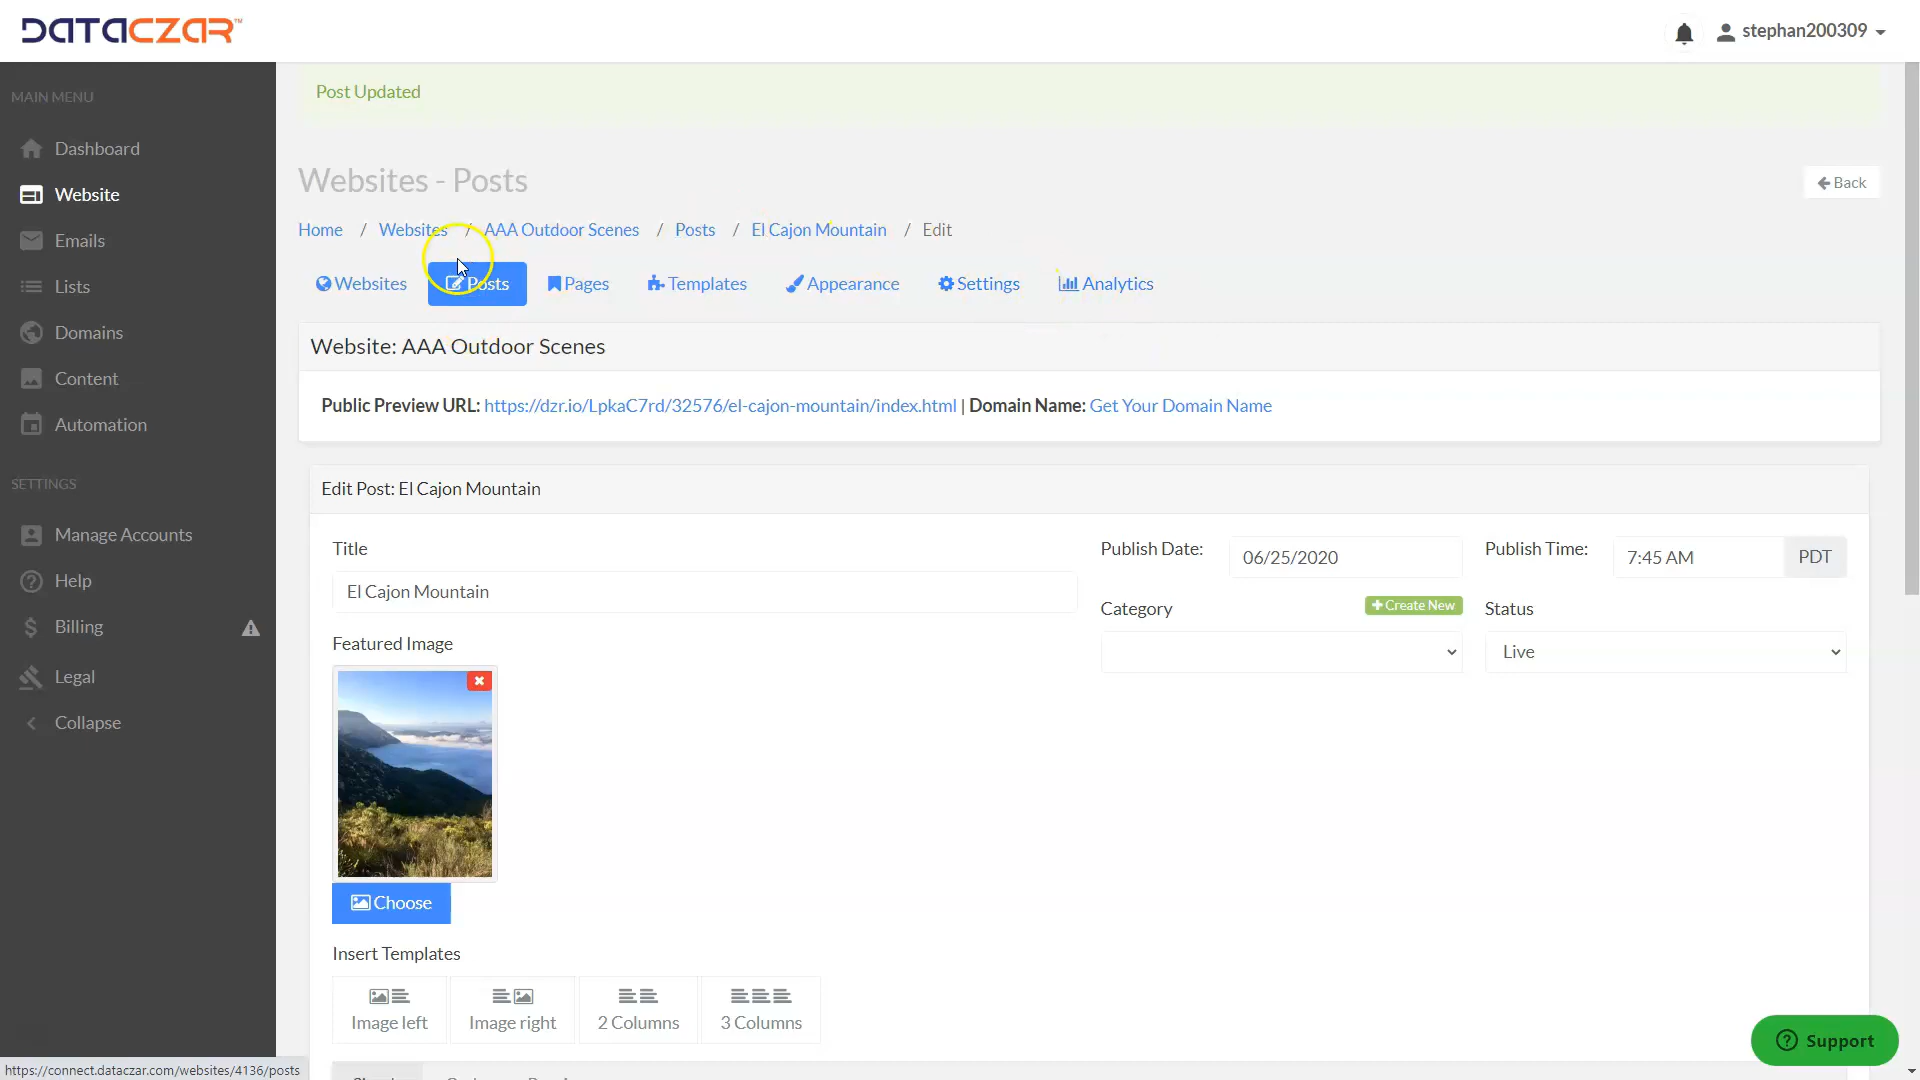 DATACZAR™
stephan200309
MAIN MENU
Dashboard
Website
Emails
Lists
Domains
Content
Automation
SETTINGS
Manage Accounts
Help
Billing
Legal
Collapse
Post Updated
Websites - Posts
Back
Home / Websites / AAA Outdoor Scenes / Posts / El Cajon Mountain / Edit
Websites Posts Pages Templates Appearance Settings Analytics
Website: AAA Outdoor Scenes
Public Preview URL: https://dzr.io/LpkaC7rd/32576/el-cajon-mountain/index.html | Domain Name: Get Your Domain Name
Edit Post: El Cajon Mountain
Title
El Cajon Mountain
Publish Date: 06/25/2020
Publish Time: 7:45 AM PDT
Category
Create New
Status
Live
Featured Image
Choose
Insert Templates
Image left
Image right
2 Columns
3 Columns
Support
https://connect.dataczar.com/websites/4136/posts